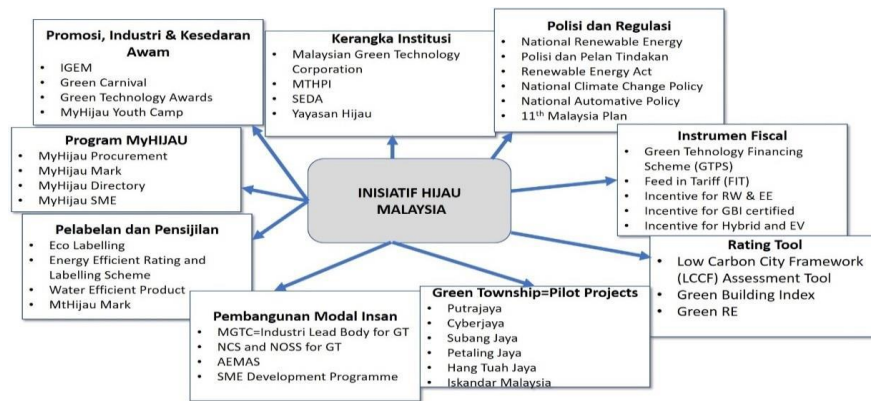 Promosi, Industri & Kesedaran
Awam
• IGEM
• Green Carnival
• Green Technology Awards
• MyHijau Youth Camp
Kerangka Institusi
• Malaysian Green Technology
Corporation
• MTHPI
• SEDA
• Yayasan Hijau
Polisi dan Regulasi
• National Renewable Energy
• Polisi dan Pelan Tindakan
• Renewable Energy Act
• National Climate Change Policy
• National Automative Policy
• 11th Malaysia Plan
Program MyHIJAU
• MyHijau Procurement
• MyHijau Mark
• MyHijau Directory
• MyHijau SME
INISIATIF HIJAU
MALAYSIA
Instrumen Fiscal
• Green Tehnology Financing
Scheme (GTPS)
• Feed in Tariff (FIT)
• Incentive for RW & EE
• Incentive for GBI certified
• Incentive for Hybrid and EV
Pelabelan dan Pensijilan
• Eco Labelling
• Energy Efficient Rating and
Labelling Scheme
• Water Efficient Product
• MtHijau Mark
Rating Tool
• Low Carbon City Framework
(LCCF) Assessment Tool
• Green Building Index
• Green RE
Pembangunan Modal Insan
• MGTC=Industri Lead Body for GT
• NCS and NOSS for GT
• AEMAS
• SME Development Programme
Green Township=Pilot Projects
• Putrajaya
• Cyberjaya
• Subang Jaya
• Petaling Jaya
• Hang Tuah Jaya
• Iskandar Malaysia